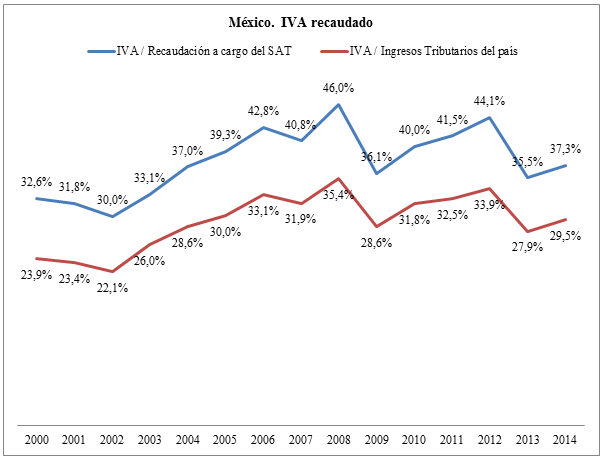 México. IVA recaudado
IVA / Recaudación a cargo del SAT IVA / Ingresos Tributarios del país
32,6% 31,8% 30,0% 33,1% 37,0% 39,3% 42,8% 40,8% 46,0% 36,1% 40,0% 41,5% 44,1% 35,5% 37,3%
23,9% 23,4% 22,1% 26,0% 28,6% 30,0% 33,1% 31,9% 35,4% 28,6% 31,8% 32,5% 33,9% 27,9% 29,5%
2000 2001 2002 2003 2004 2005 2006 2007 2008 2009 2010 2011 2012 2013 2014